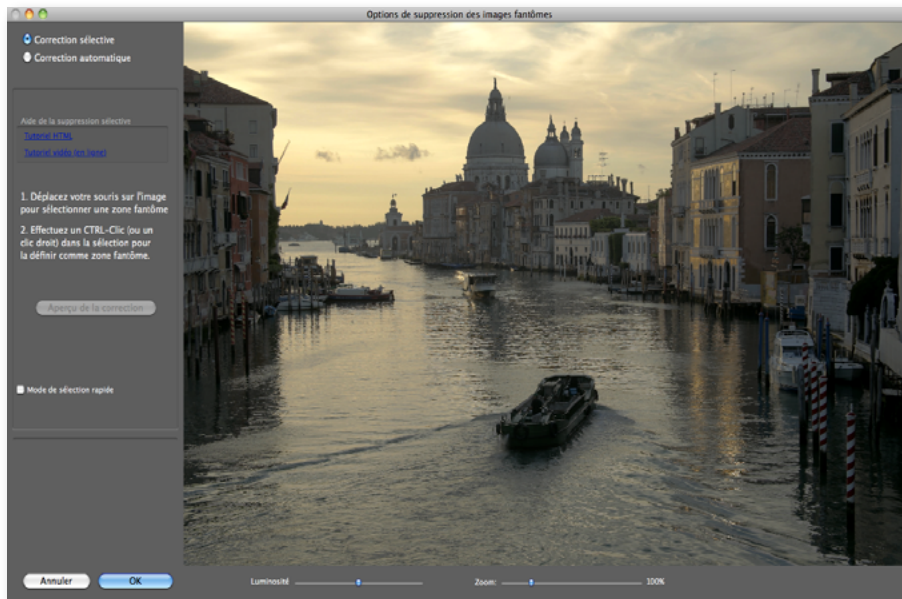 Options de suppression des images fantômes
Correction sélective
Correction automatique
Aide de la suppression sélective
Tutoriel HTML
Tutoriel vidéo (en ligne)
1. Déplacez votre souris sur l'image
pour sélectionner une zone fantôme
2. Effectuez un CTRL-Clic (ou un
clic droit) dans la sélection pour
la définir comme zone fantôme.
Aperçu de la correction
Mode de sélection rapide
Annuler
OK
Luminosité
Zoom:
100%